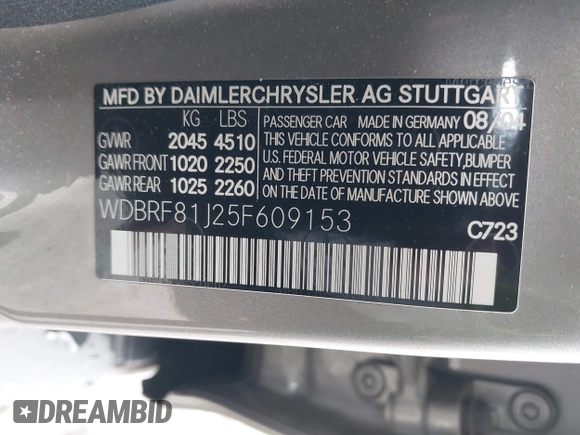 MFD BY DAIMLERCHRYSLER AG STUTTGART
KG LBS
GVWR 2045 4510
GAWR FRONT 1020 2250
GAWR REAR 1025 2260
PASSENGER CAR MADE IN GERMANY 08/04
THIS VEHICLE CONFORMS TO ALL APPLICABLE
U.S. FEDERAL MOTOR VEHICLE SAFETY, BUMPER
AND THEFT PREVENTION STANDARDS IN EFFECT
ON THE DATE OF MANUFACTURE SHOWN ABOVE.
WDBRF81J25F609153
C723
DREAMBID